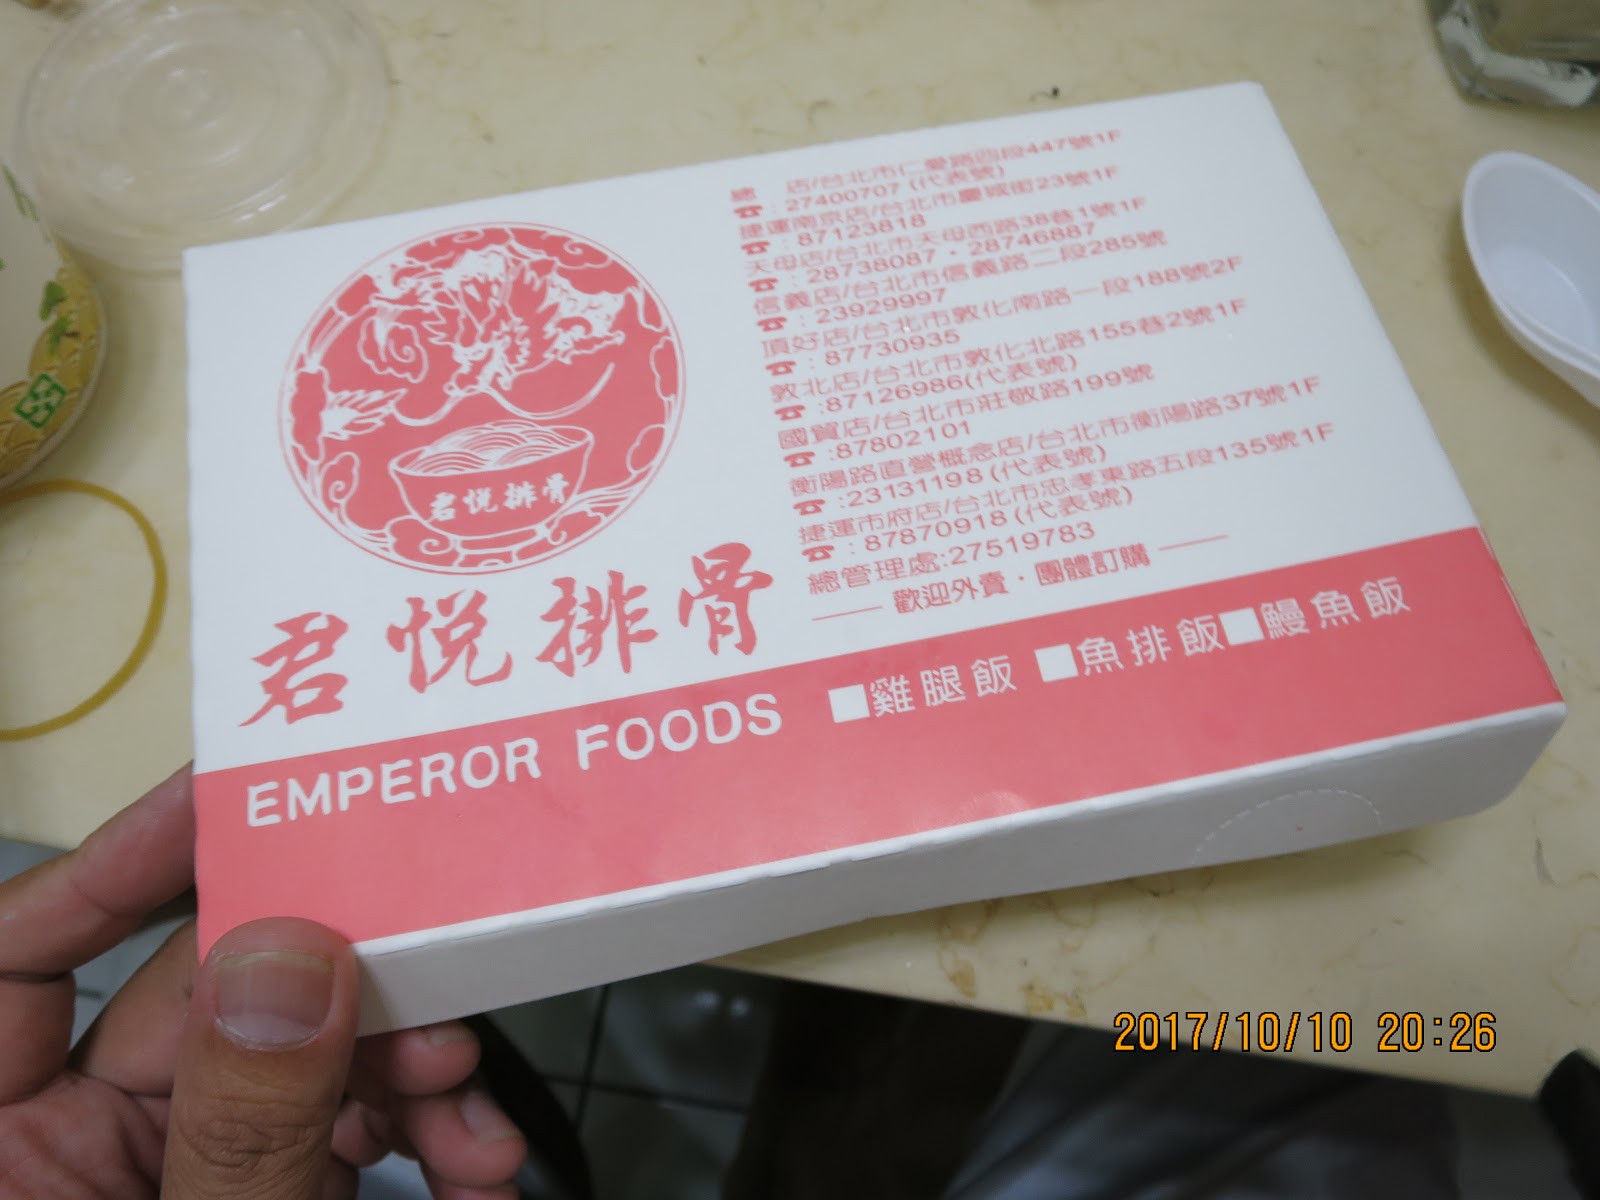 君悅排骨
君悅排骨
EMPEROR FOODS
總 店/台北市仁愛路四段447號1F
☎:27400707(代表號)
捷運南京店/台北市慶城街23號1F
☎:87123818
天母店/台北市天母西路38巷1號1F
☎:28738087・28746887
信義店/台北市信義路二段285號
☎:23929997
頂好店/台北市敦化南路一段188號2F
☎:87730935
敦北店/台北市敦化北路155巷2號1F
☎:87126986(代表號)
國貿店/台北市莊敬路199號
☎:87802101
衡陽路直營概念店/台北市衡陽路37號1F
☎:23131198(代表號)
捷運市府店/台北市忠孝東路五段135號1F
☎:87870918(代表號)
總管理處:27519783
歡迎外賣・團體訂購
■雞腿飯 ■魚排飯■鰻魚飯
2017/10/10 20:26